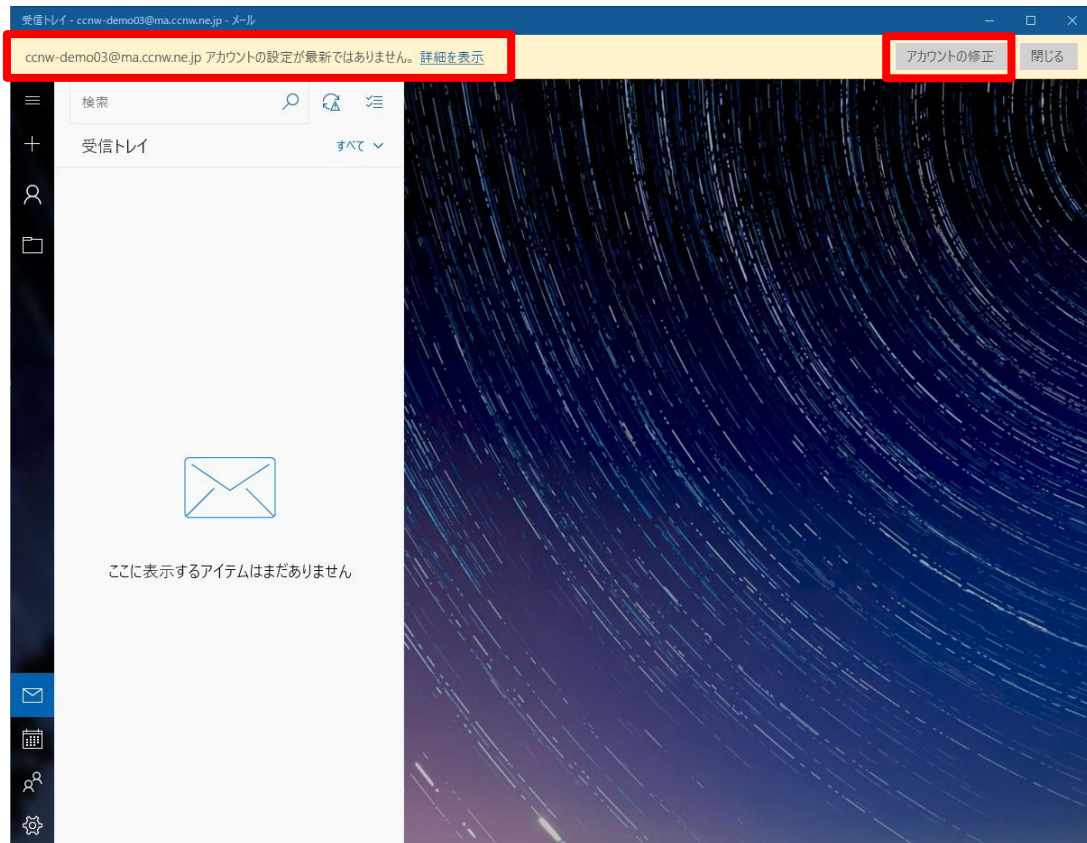 受信トレイ - ccnw-demo03@ma.ccnw.ne.jp - メール
ccnw-demo03@ma.ccnw.ne.jp アカウントの設定が最新ではありません。詳細を表示
アカウントの修正
閉じる
検索
受信トレイ
すべて
ここに表示するアイテムはまだありません